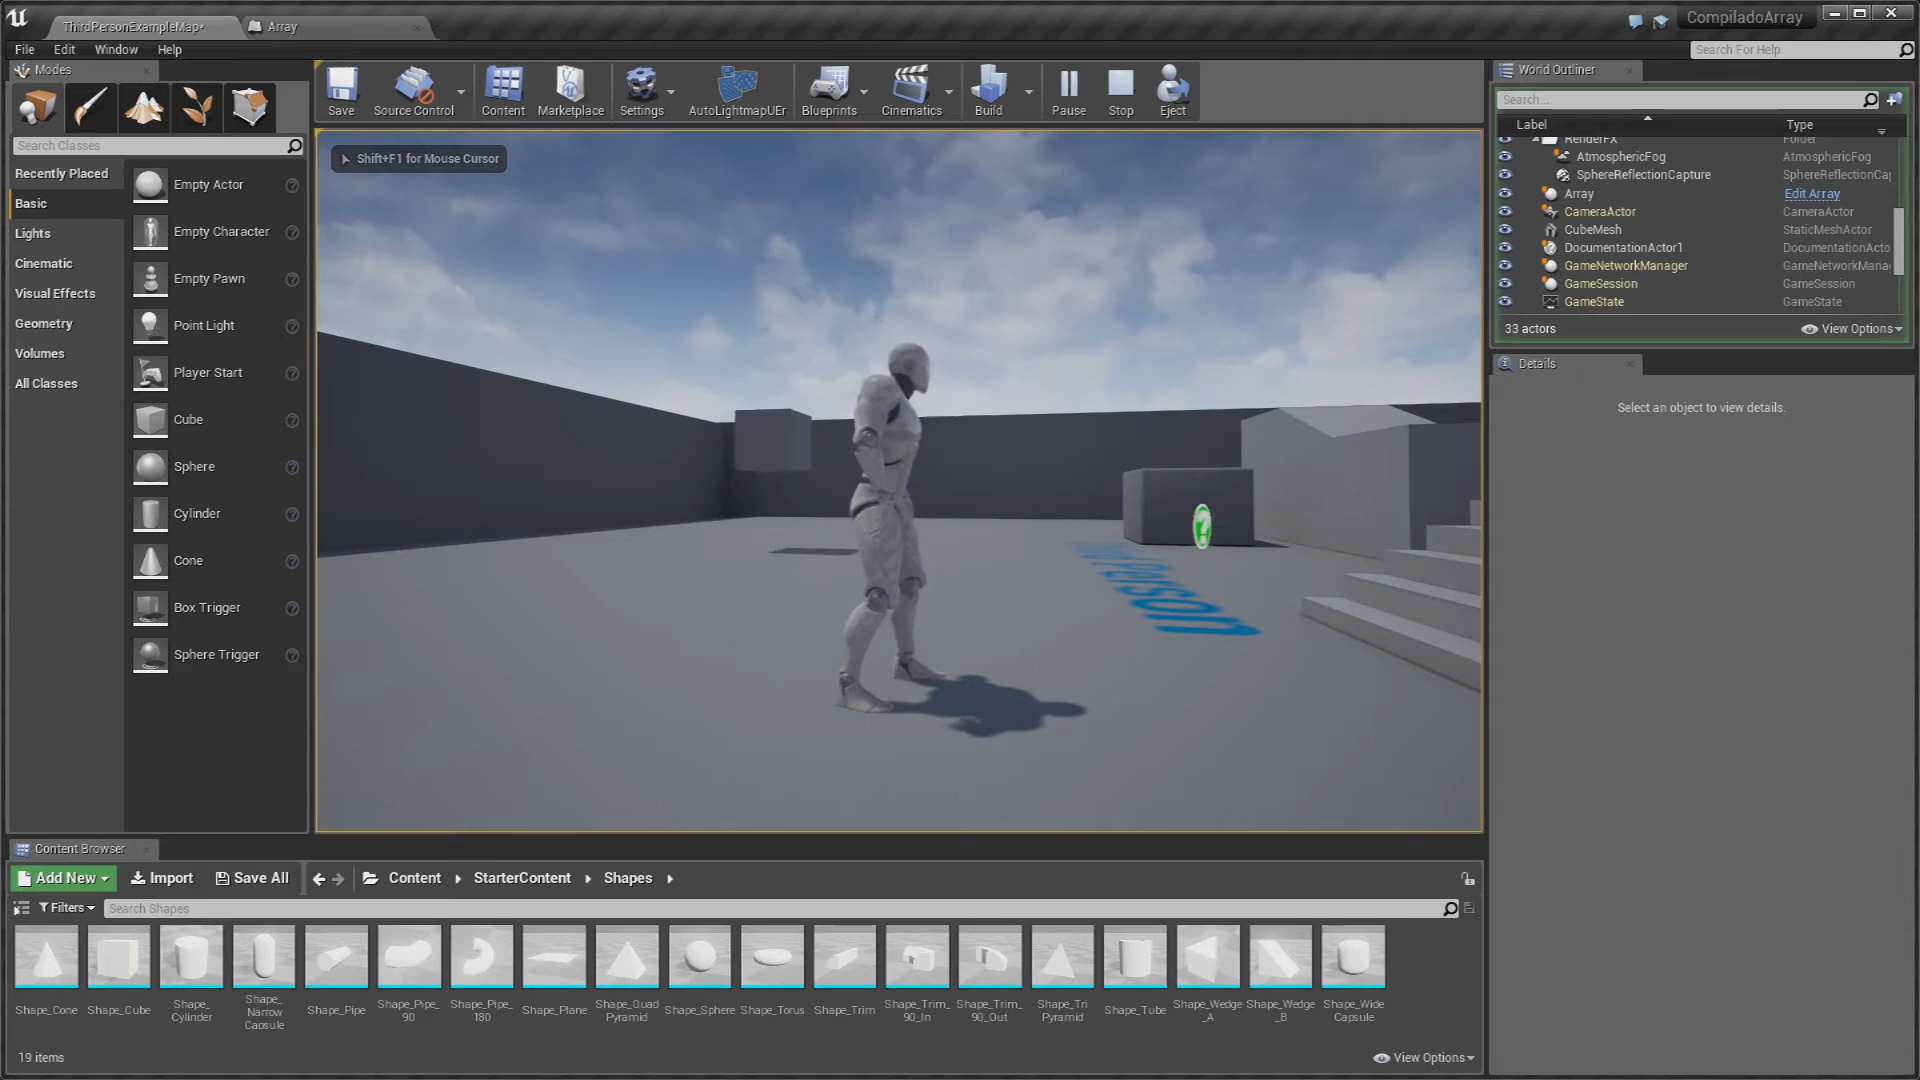 ThirdPersonExampleMap*
Array
CompiladoArray
File
Edit
Window
Help
Search For Help
Modes
Search Classes
Recently Placed
Basic
Lights
Cinematic
Visual Effects
Geometry
Volumes
All Classes
Empty Actor
Empty Character
Empty Pawn
Point Light
Player Start
Cube
Sphere
Cylinder
Cone
Box Trigger
Sphere Trigger
Save
Source Control
Content
Marketplace
Settings
AutoLightmapUEr
Blueprints
Cinematics
Build
Pause
Stop
Eject
Shift+F1 for Mouse Cursor
Person
World Outliner
Search...
Label
Type
RenderFX
Folder
AtmosphericFog
AtmosphericFog
SphereReflectionCapture
SphereReflectionCap
Array
Edit Array
CameraActor
CameraActor
CubeMesh
StaticMeshActor
DocumentationActor1
DocumentationActo
GameNetworkManager
GameNetworkMana
GameSession
GameSession
GameState
GameState
33 actors
View Options
Details
Select an object to view details.
Content Browser
Add New
Import
Save All
Content
StarterContent
Shapes
Filters
Search Shapes
Shape_Cone
Shape_Cube
Shape_
Cylinder
Shape_
Narrow
Capsule
Shape_Pipe
Shape_Pipe_
90
Shape_Pipe_
180
Shape_Plane
Shape_Quad
Pyramid
Shape_Sphere
Shape_Torus
Shape_Trim
Shape_Trim_
90_In
Shape_Trim_
90_Out
Shape_Tri
Pyramid
Shape_Tube
Shape_Wedge
_A
Shape_Wedge
_B
Shape_Wide
Capsule
19 items
View Options